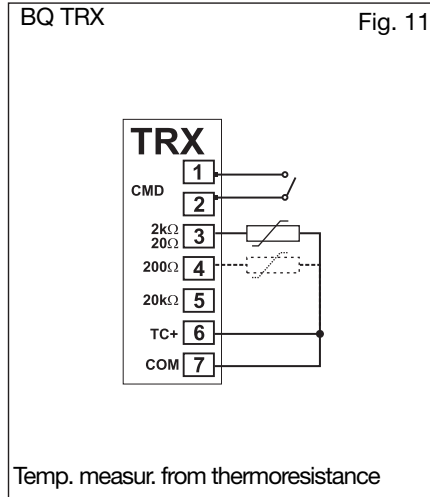 BQ TRX
Fig. 11
TRX
1
CMD
2
2kΩ
20Ω
3
200Ω 4
20kΩ 5
TC+ 6
COM 7
Temp. measur. from thermoresistance